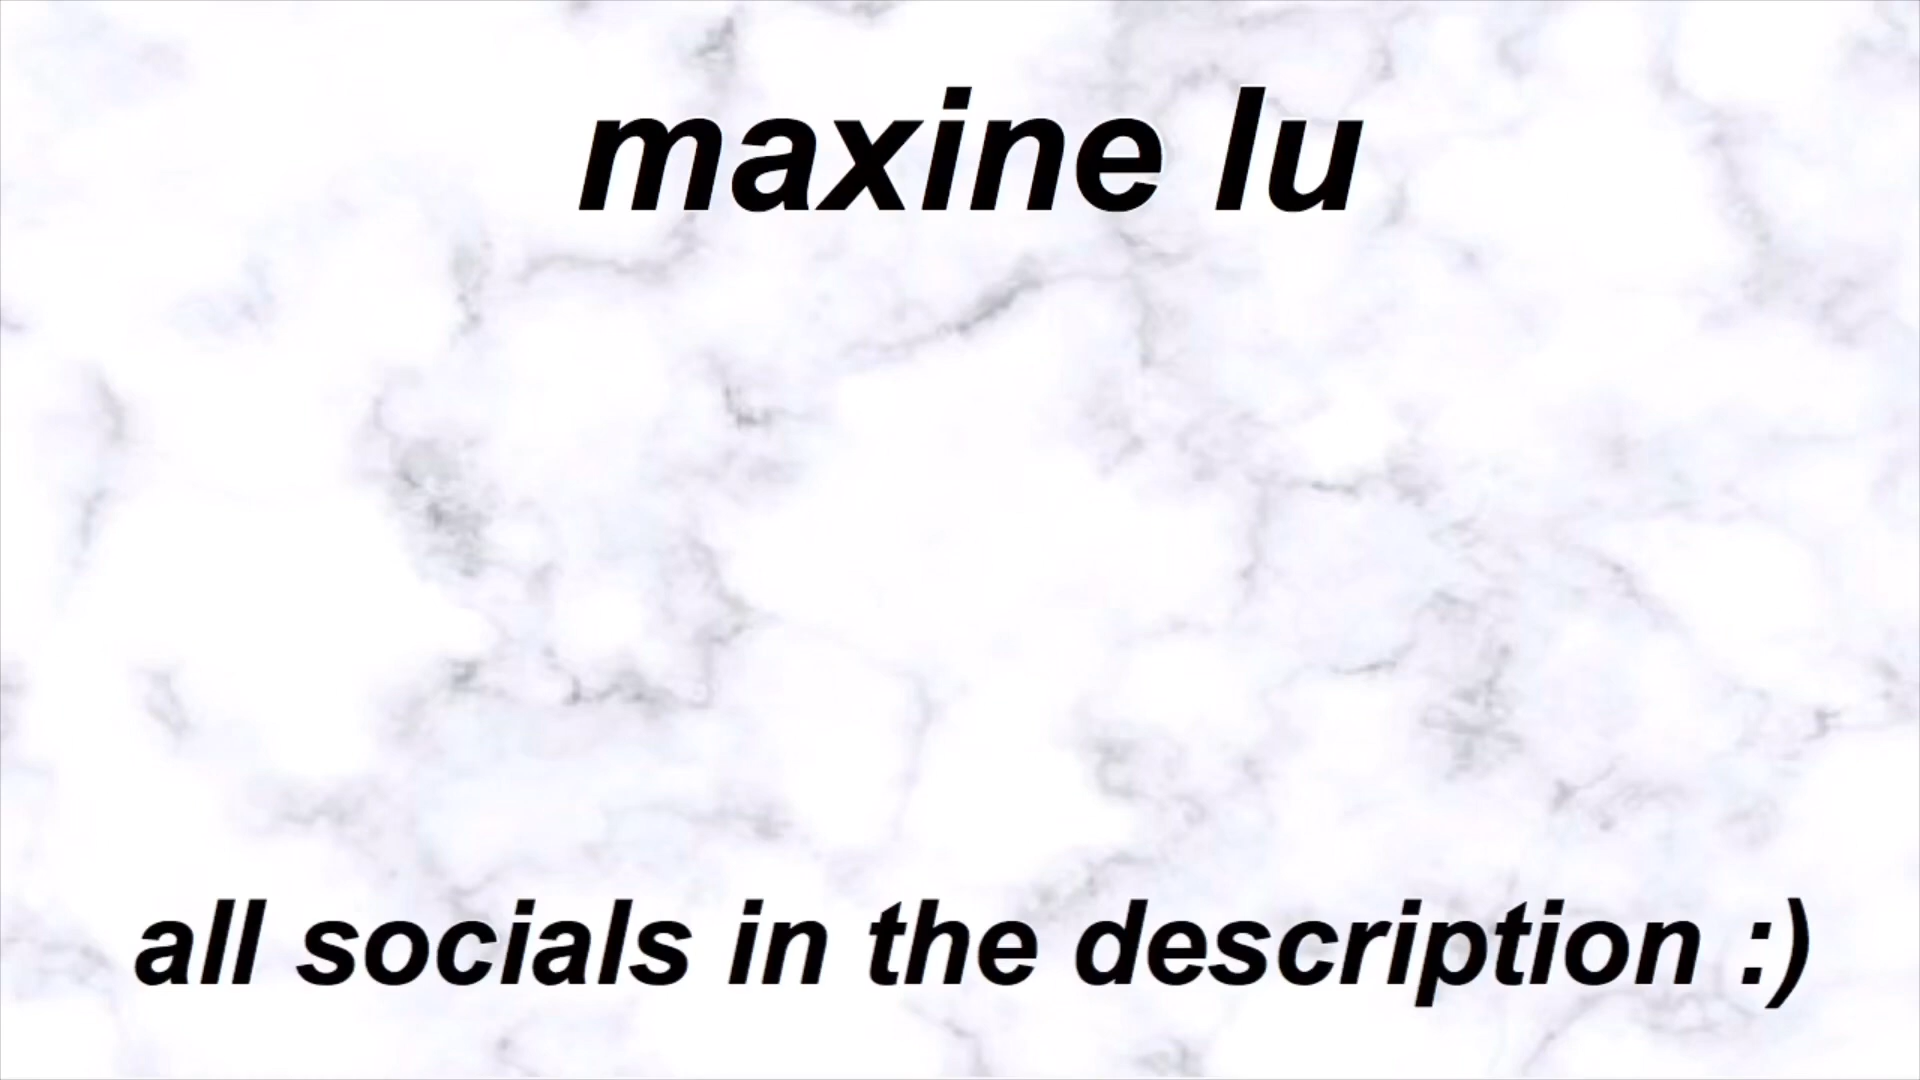 maxine lu
all socials in the description :)